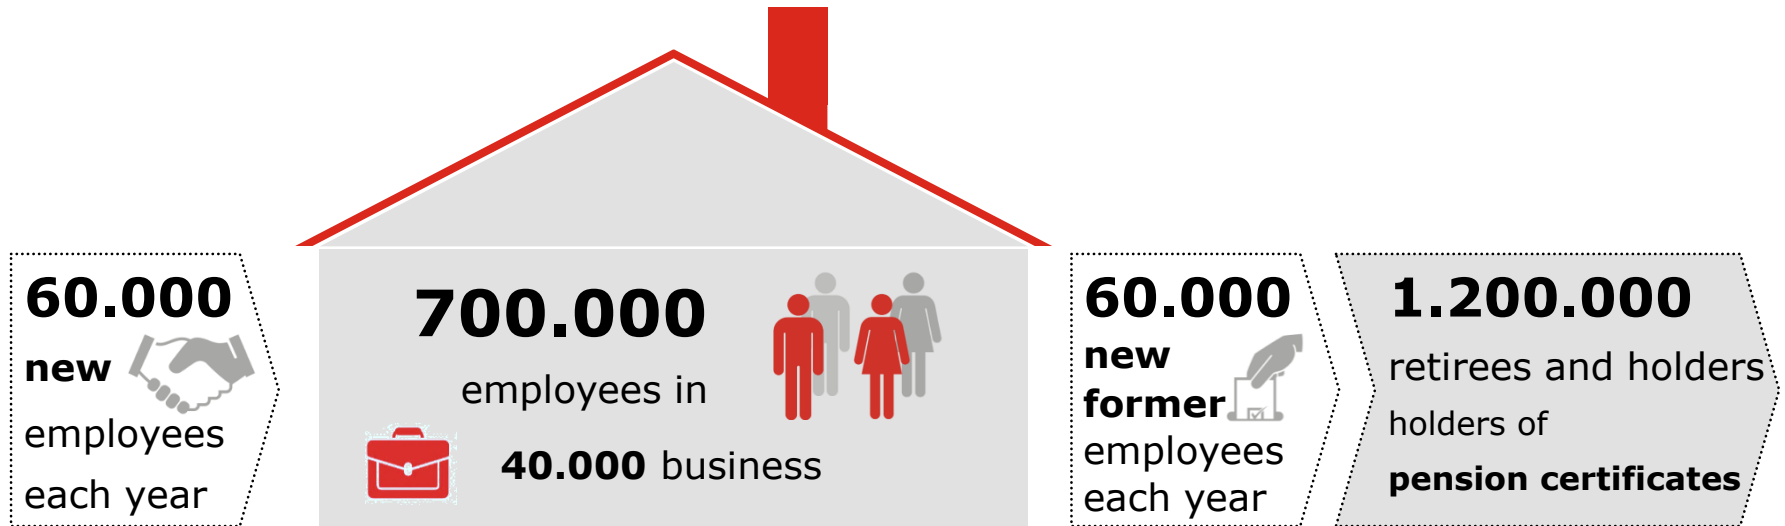 60.000
new
employees
each year
700.000
employees in
40.000 business
60.000
new
former
employees
each year
1.200.000
retirees and holders
holders of
pension certificates